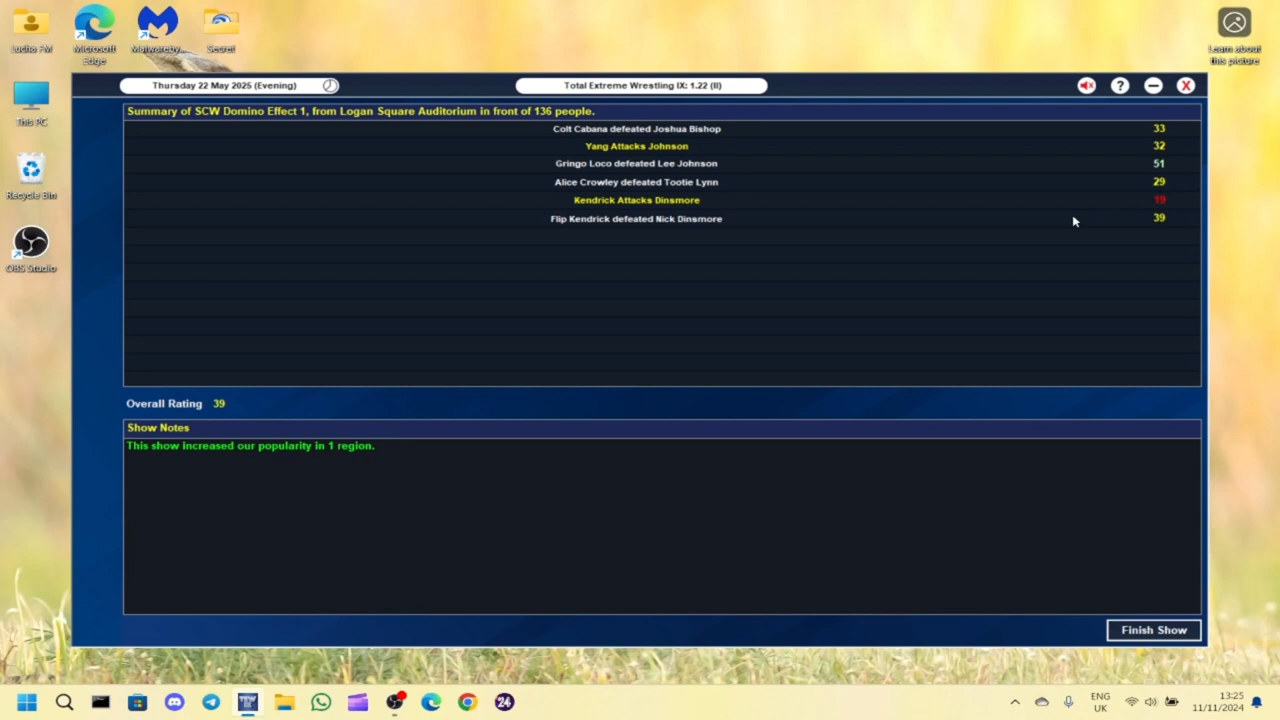 Lucha FM
Microsoft Edge
Malwareby...
Secret
Learn about this picture
This PC
Recycle Bin
OBS Studio
Thursday 22 May 2025 (Evening)
Total Extreme Wrestling IX: 1.22 (II)
?
X
Summary of SCW Domino Effect 1, from Logan Square Auditorium in front of 136 people.
Colt Cabana defeated Joshua Bishop 33
Yang Attacks Johnson 32
Gringo Loco defeated Lee Johnson 51
Alice Crowley defeated Tootie Lynn 29
Kendrick Attacks Dinsmore 19
Flip Kendrick defeated Nick Dinsmore 39
Overall Rating 39
Show Notes
This show increased our popularity in 1 region.
Finish Show
TEW
24
ENG
UK
13:25
11/11/2024